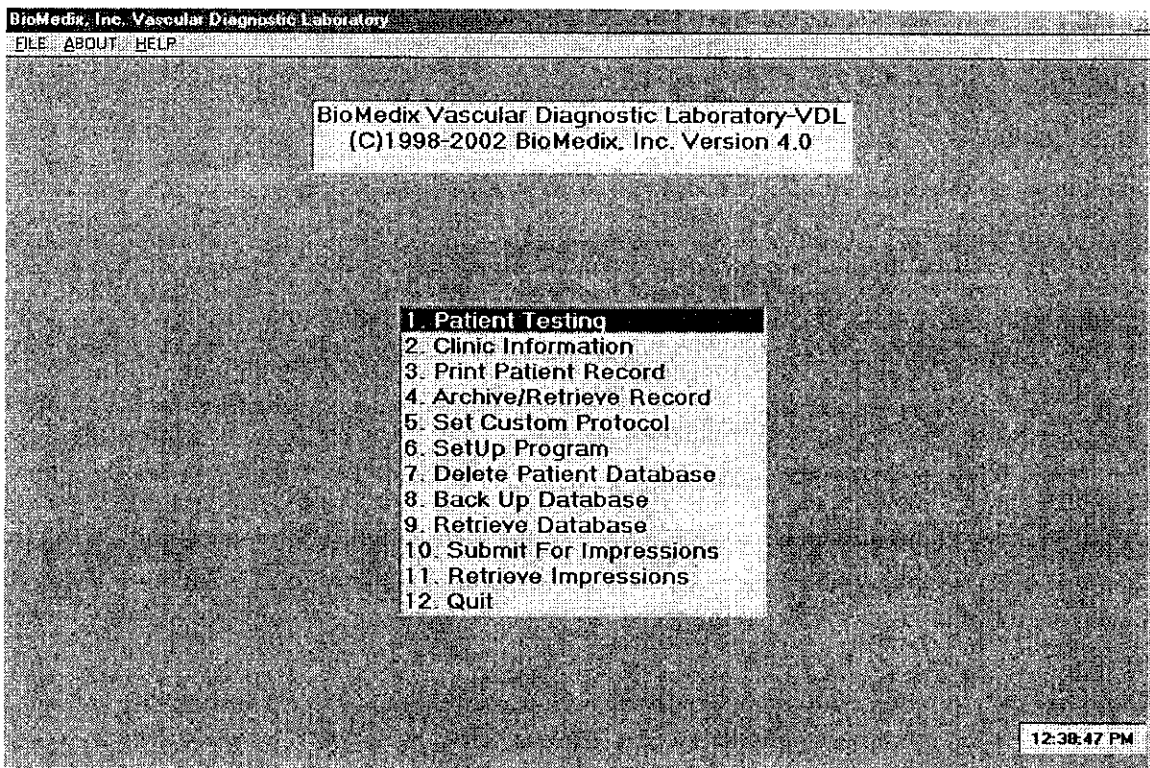 BioMedix, Inc. Vascular Diagnostic Laboratory
FILE ABOUT HELP
BioMedix Vascular Diagnostic Laboratory-VDL
(C)1998-2002 BioMedix, Inc. Version 4.0
1. Patient Testing
2. Clinic Information
3. Print Patient Record
4. Archive/Retrieve Record
5. Set Custom Protocol
6. SetUp Program
7. Delete Patient Database
8. Back Up Database
9. Retrieve Database
10. Submit For Impressions
11. Retrieve Impressions
12. Quit
12:38:47 PM